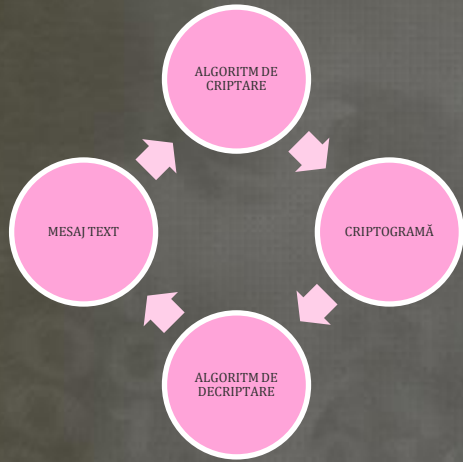 ALGORITM DE
CRIPTARE
MESAJ TEXT
CRIPTOGRAMĂ
ALGORITM DE
DECRIPTARE